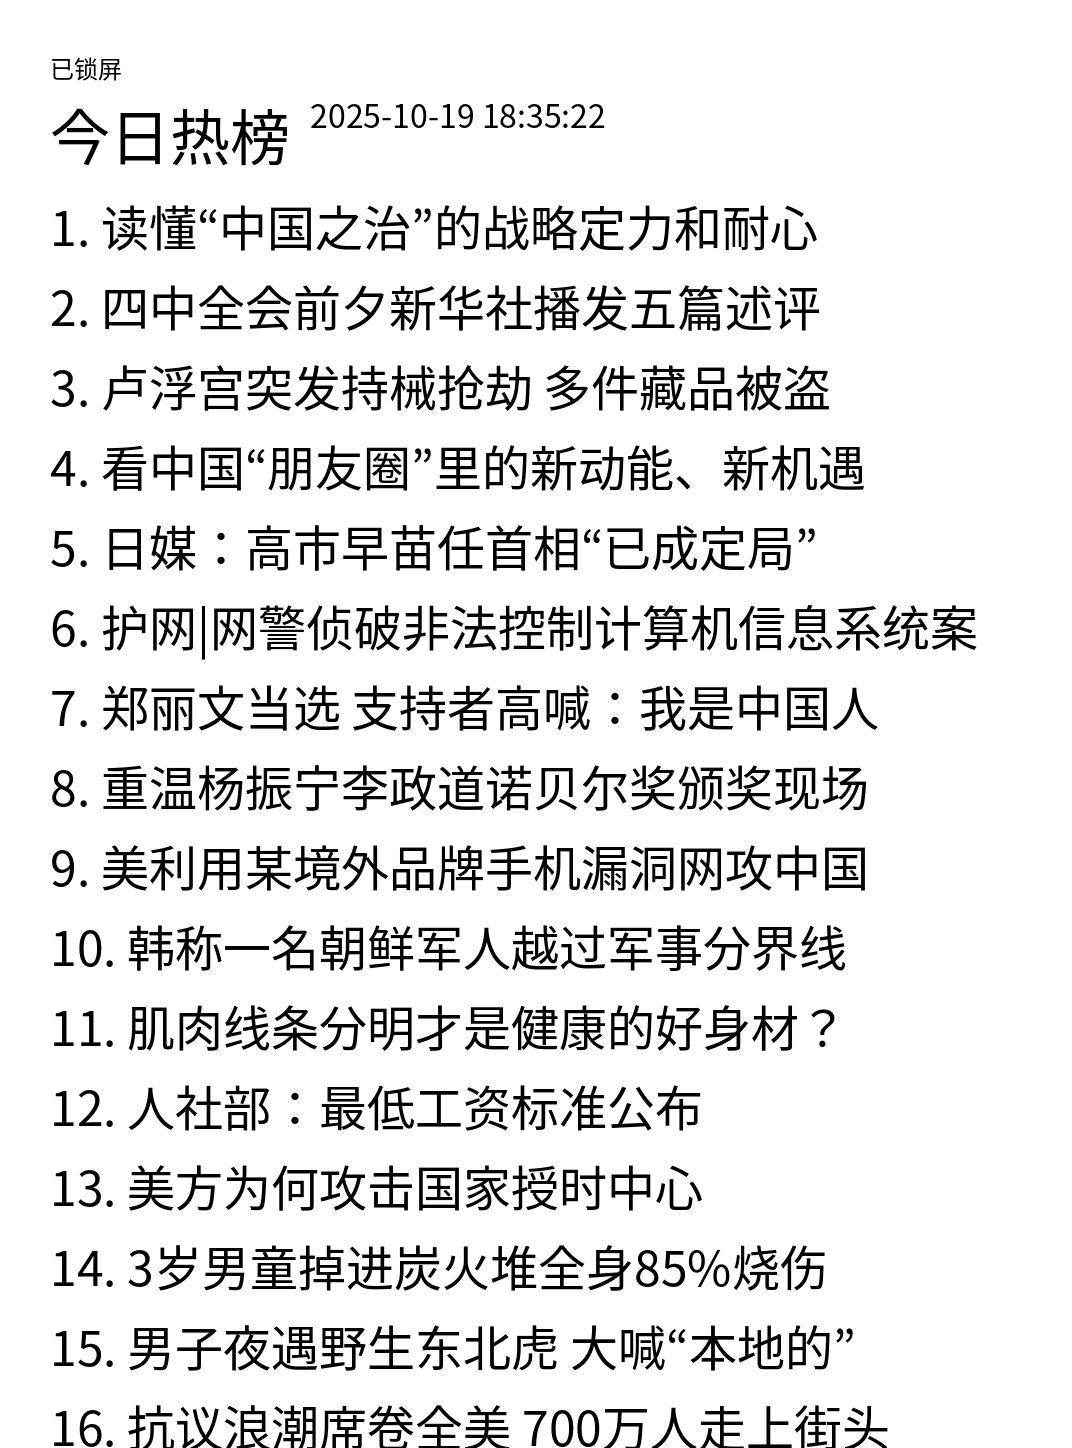 已锁屏
今日热榜 2025-10-19 18:35:22
1. 读懂“中国之治”的战略定力和耐心
2. 四中全会前夕新华社播发五篇述评
3. 卢浮宫突发持械抢劫 多件藏品被盗
4. 看中国“朋友圈”里的新动能、新机遇
5. 日媒：高市早苗任首相“已成定局”
6. 护网|网警侦破非法控制计算机信息系统案
7. 郑丽文当选 支持者高喊：我是中国人
8. 重温杨振宁李政道诺贝尔奖颁奖现场
9. 美利用某境外品牌手机漏洞网攻中国
10. 韩称一名朝鲜军人越过军事分界线
11. 肌肉线条分明才是健康的好身材？
12. 人社部：最低工资标准公布
13. 美方为何攻击国家授时中心
14. 3岁男童掉进炭火堆全身85%烧伤
15. 男子夜遇野生东北虎 大喊“本地的”
16. 抗议浪潮席卷全美 700万人走上街头